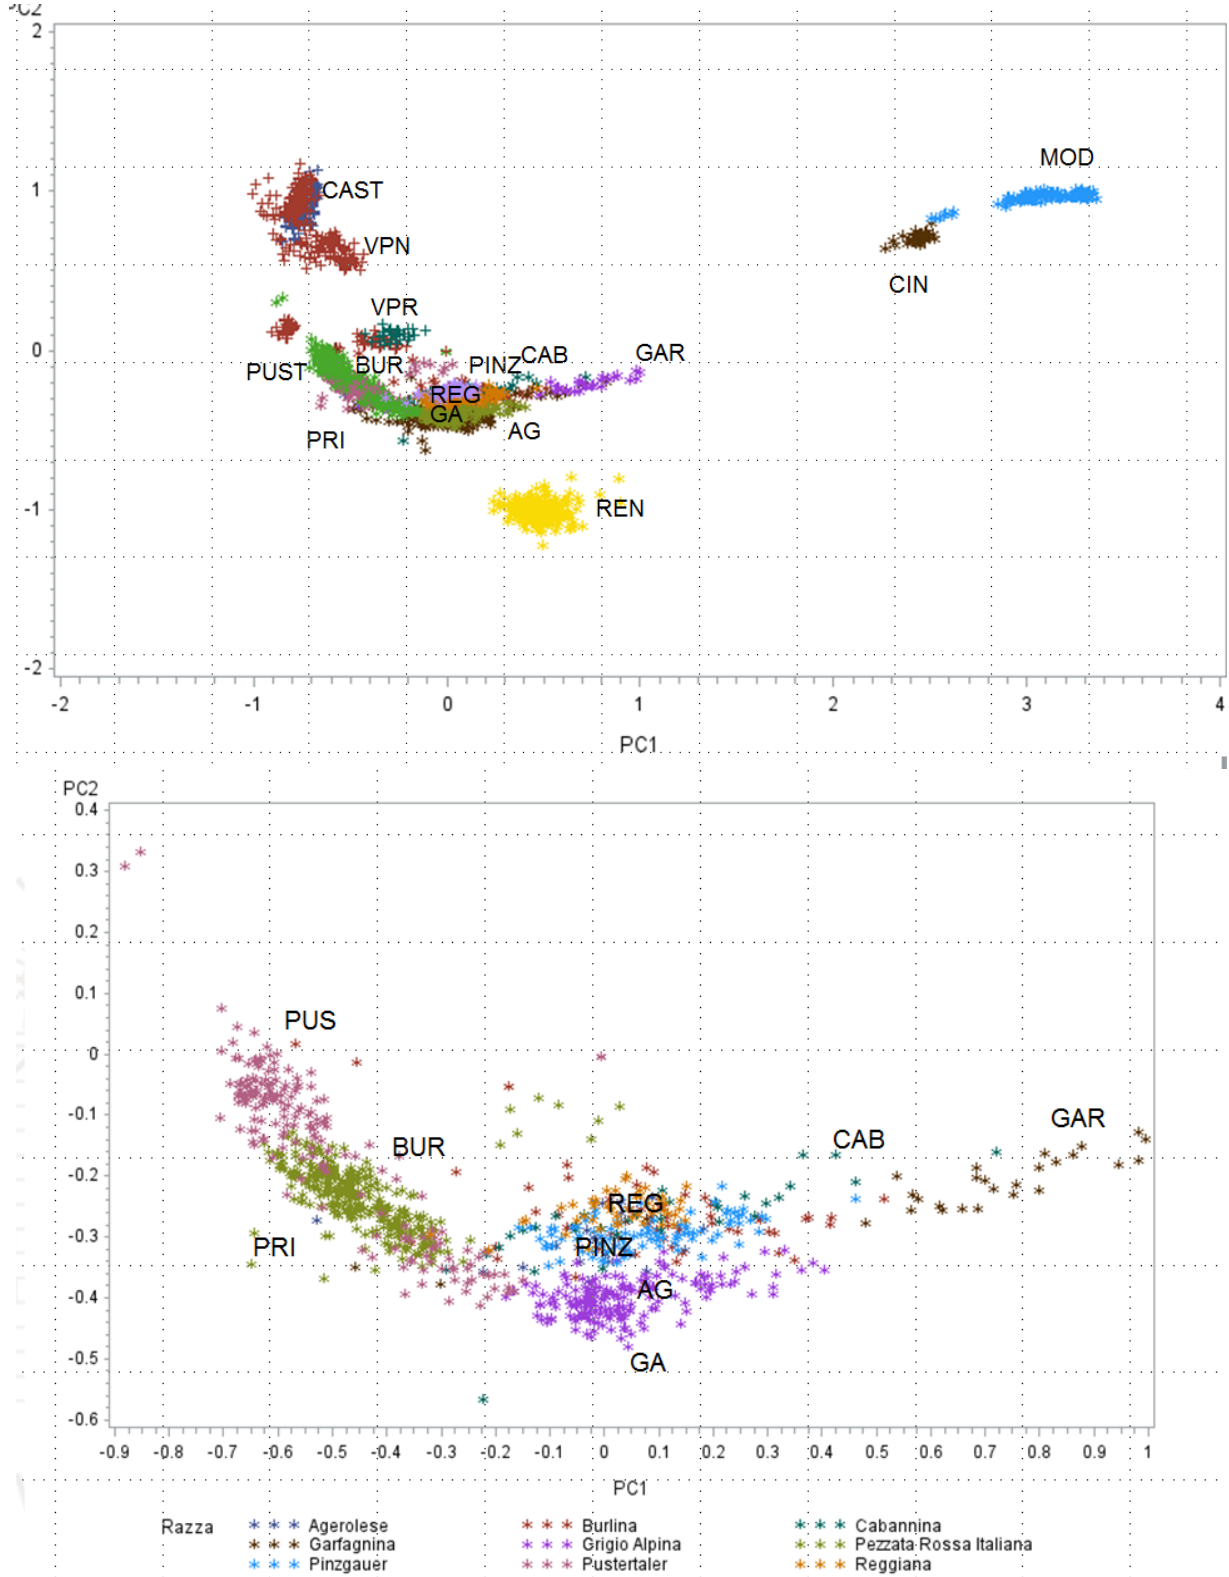 PC2
2
MOD
1
CAST
VPN
CIN
VPR
0
PUST
BUR
PINZ
CAB
GAR
REG
GA
PRI
AG
-1
REN
-2
-2 -1 0 1 2 3 4
PC1
PC2
0.4
0.3
0.2
0.1
PUS
0
-0.1
BUR
CAB
GAR
-0.2
REG
-0.3
PRI
PINZ
AG
-0.4
-0.5
GA
-0.6
-0.9 -0.8 -0.7 -0.6 -0.5 -0.4 -0.3 -0.2 -0.1 0 0.1 0.2 0.3 0.4 0.5 0.6 0.7 0.8 0.9 1
PC1
Razza Agerolese Burlina Cabannina
Garfagnina Grigio Alpina Pezzata Rossa Italiana
Pinzgauer Pustertaler Reggiana